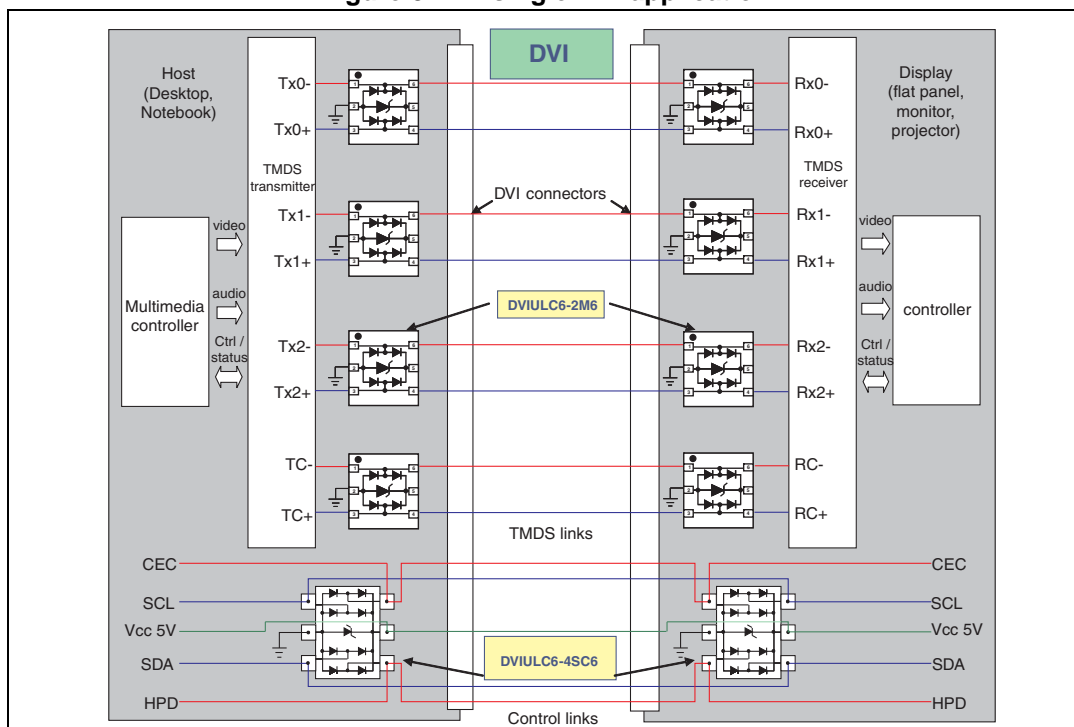 DVI
Host
(Desktop,
Notebook)
Display
(flat panel,
monitor,
projector)
Tx0-
Tx0+
Rx0-
Rx0+
TMDS
transmitter
TMDS
receiver
DVI connectors
Tx1-
Tx1+
Rx1-
Rx1+
video
audio
Ctrl /
status
Multimedia
controller
video
audio
Ctrl /
status
controller
DVIULC6-2M6
Tx2-
Tx2+
Rx2-
Rx2+
TC-
TC+
RC-
RC+
TMDS links
CEC
SCL
Vcc 5V
SDA
HPD
CEC
SCL
Vcc 5V
SDA
HPD
DVIULC6-4SC6
Control links